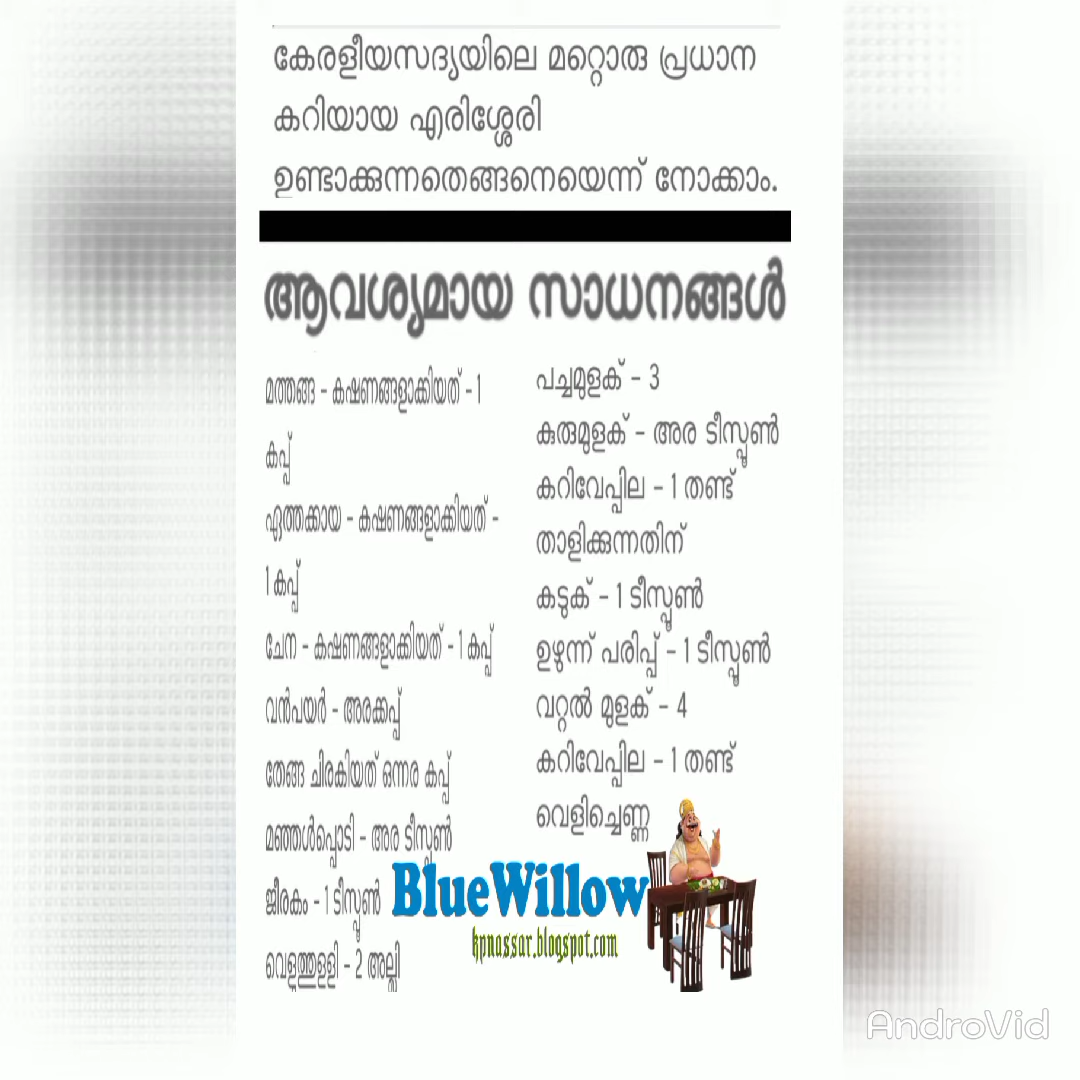 കേരളീയസദ്യയിലെ മറ്റൊരു പ്രധാന
കറിയായ എരിശ്ശേരി
ഉണ്ടാക്കുന്നതെങ്ങനെയെന്ന് നോക്കാം.
ആവശ്യമായ സാധനങ്ങൾ
മത്തങ്ങ - കഷണങ്ങളാക്കിയത് - 1
കപ്പ്
ഏത്തക്കായ - കഷണങ്ങളാക്കിയത് -
1 കപ്പ്
ചേന - കഷണങ്ങളാക്കിയത് - 1 കപ്പ്
വൻപയർ - അരക്കപ്പ്
തേങ്ങ ചിരകിയത് ഒന്നര കപ്പ്
മഞ്ഞൾപ്പൊടി - അര ടീസ്പൂൺ
ജീരകം - 1 ടീസ്പൂൺ
വെളുത്തുള്ളി - 2 അല്ലി
പച്ചമുളക് - 3
കുരുമുളക് - അര ടീസ്പൂൺ
കറിവേപ്പില - 1 തണ്ട്
താളിക്കുന്നതിന്
കടുക് - 1 ടീസ്പൂൺ
ഉഴുന്ന് പരിപ്പ് - 1 ടീസ്പൂൺ
വറ്റൽ മുളക് - 4
കറിവേപ്പില - 1 തണ്ട്
വെളിച്ചെണ്ണ
BlueWillow
kpnassar.blogspot.com
AndroVid